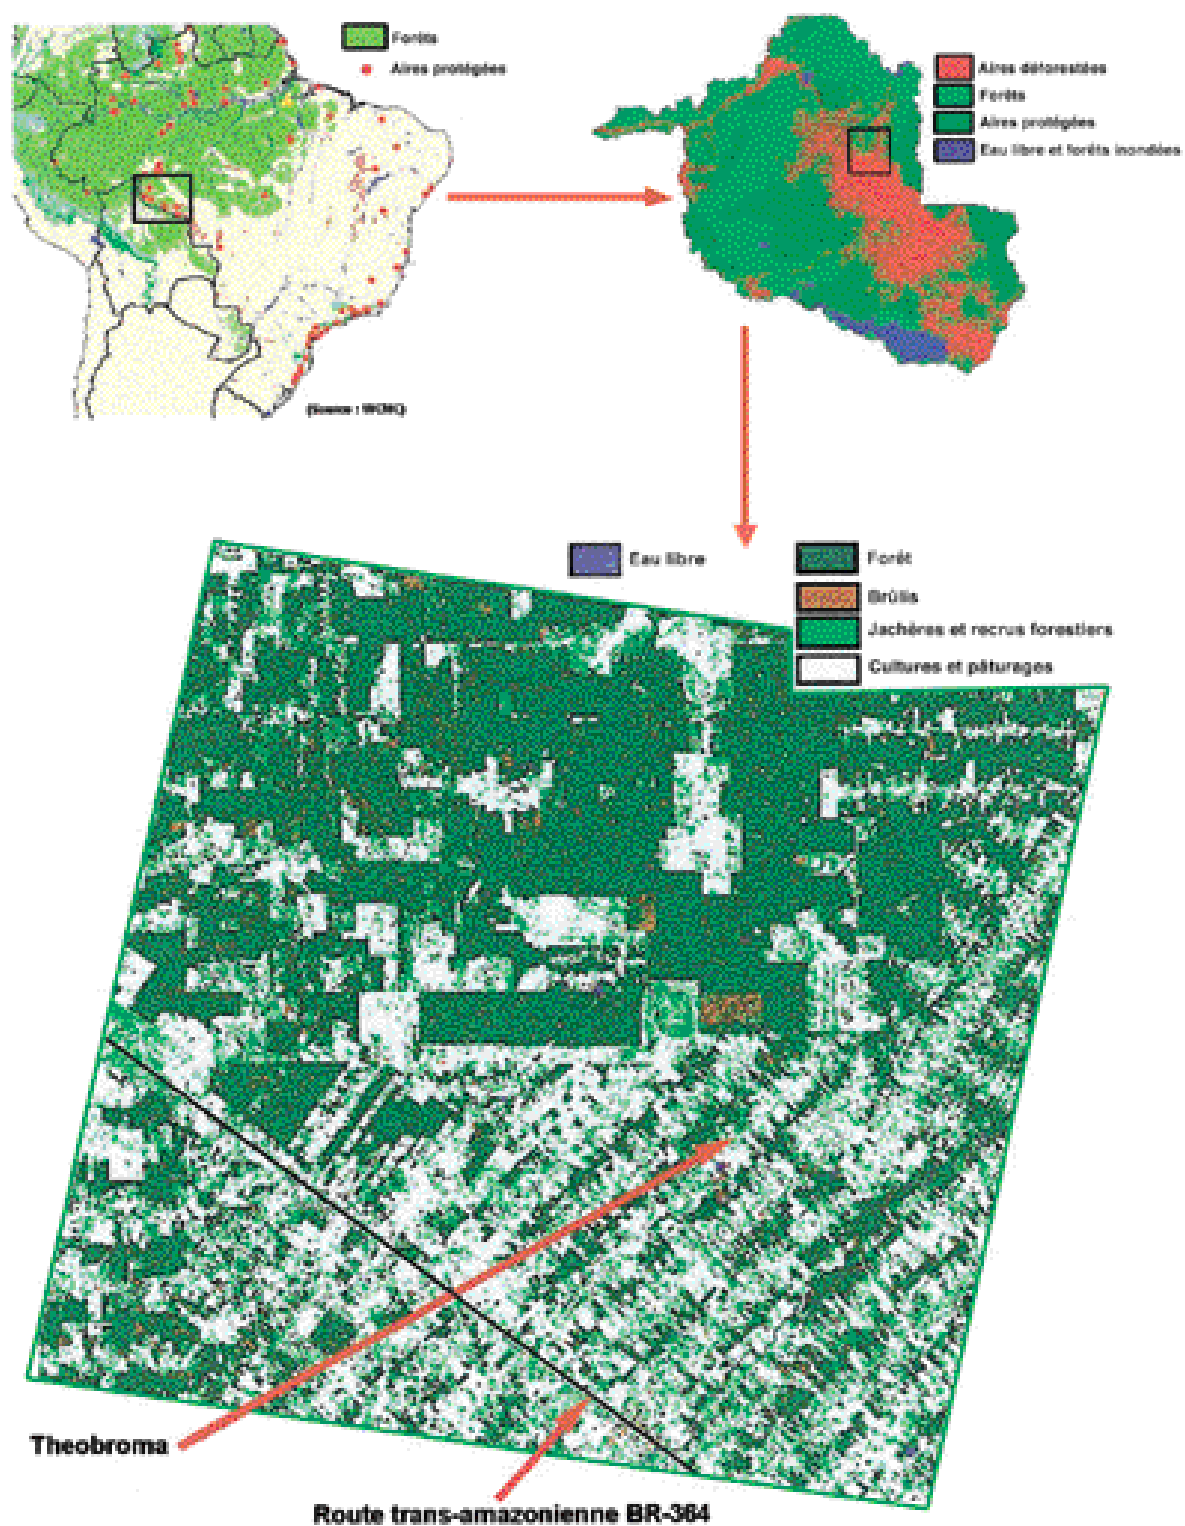 Forêts
Aires protégées
(Source : WCMC)
Aires déforestées
Forêts
Aires protégées
Eau libre et forêts inondées
Eau libre
Forêt
Brûlis
Jachères et recrus forestiers
Cultures et pâturages
Theobroma
Route trans-amazonienne BR-364